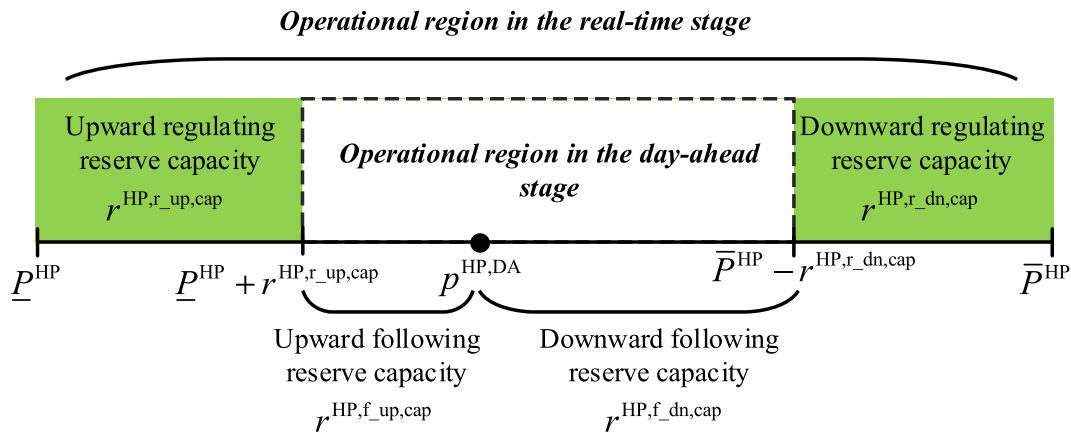 Operational region in the real-time stage
Upward regulating
reserve capacity
r^HP,r_up,cap
Operational region in the day-ahead
stage
Downward regulating
reserve capacity
r^HP,r_dn,cap
P̲^HP
P̲^HP + r^HP,r_up,cap
p^HP,DA
P̅^HP − r^HP,r_dn,cap
P̅^HP
Upward following
reserve capacity
r^HP,f_up,cap
Downward following
reserve capacity
r^HP,f_dn,cap